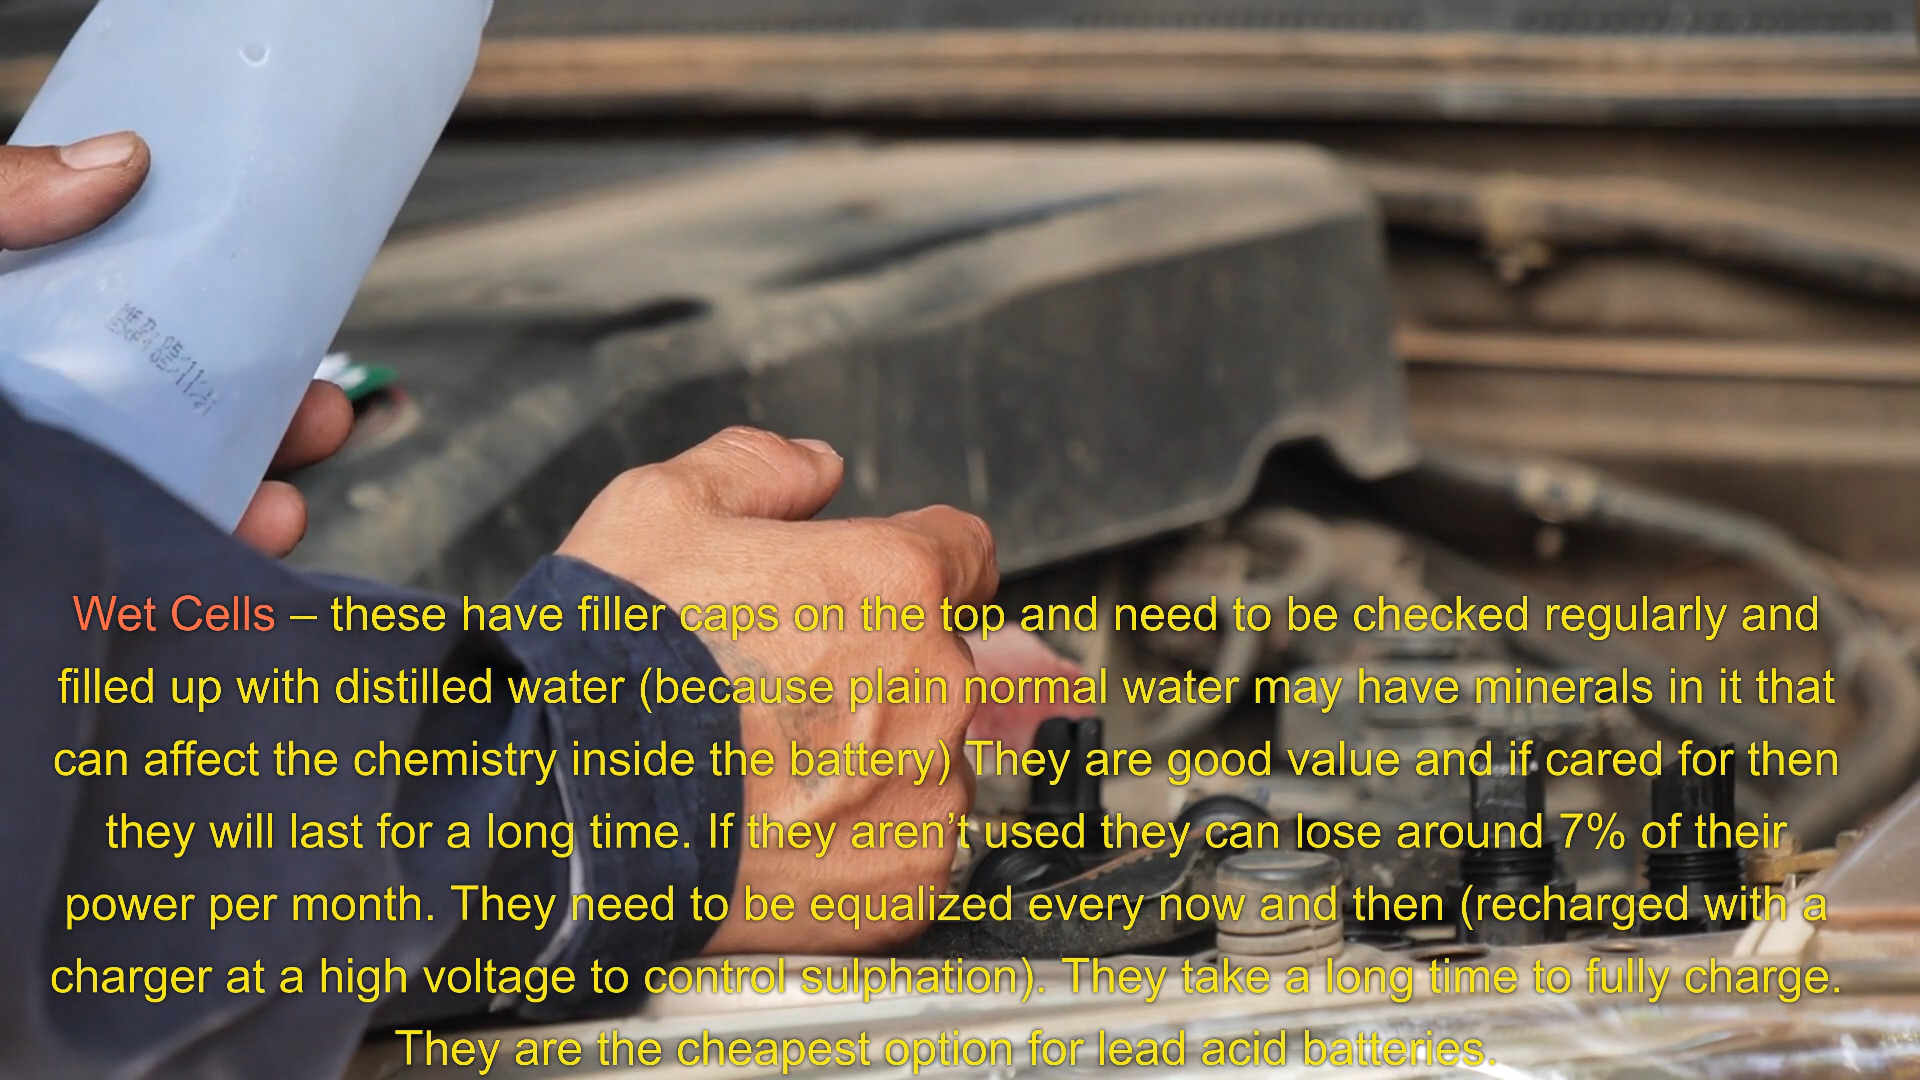 MFD 05/11/21
Wet Cells – these have filler caps on the top and need to be checked regularly and
filled up with distilled water (because plain normal water may have minerals in it that
can affect the chemistry inside the battery) They are good value and if cared for then
they will last for a long time. If they aren’t used they can lose around 7% of their
power per month. They need to be equalized every now and then (recharged with a
charger at a high voltage to control sulphation). They take a long time to fully charge.
They are the cheapest option for lead acid batteries.